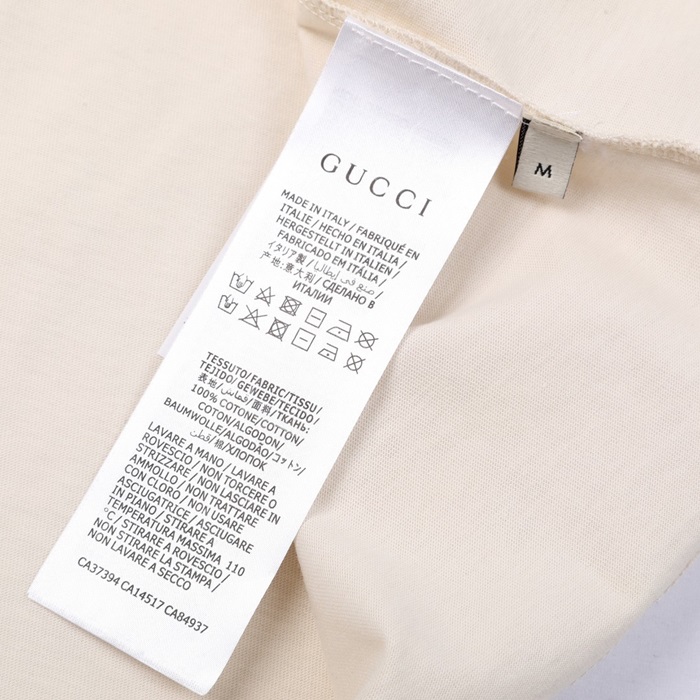 GUCCI
MADE IN ITALY / FABRIQUÉ EN
ITALIE / HECHO EN ITALIA /
HERGESTELLT IN ITALIEN /
FABRICADO EM ITÁLIA /
イタリア製 / صنع في إيطاليا /
产地:意大利 / СДЕЛАНО В
ИТАЛИИ
TESSUTO/FABRIC/TISSU/
TEJIDO/GEWEBE/TECIDO/
表地/قماش/面料/ТКАНЬ:
100% COTONE/COTTON/
COTON/ALGODON/
BAUMWOLLE/ALGODÃO/コットン/
قطن/棉/ХЛОПОК
LAVARE A MANO / LAVARE A
ROVESCIO / NON TORCERE O
STRIZZARE / NON LASCIARE IN
AMMOLLO / NON TRATTARE
CON CLORO / NON USARE
ASCIUGATRICE / ASCIUGARE
IN PIANO / STIRARE A
TEMPERATURA MASSIMA 110
°C/ STIRARE A ROVESCIO /
NON STIRARE LA STAMPA /
NON LAVARE A SECCO
CA37394 CA14517 CA84937
M